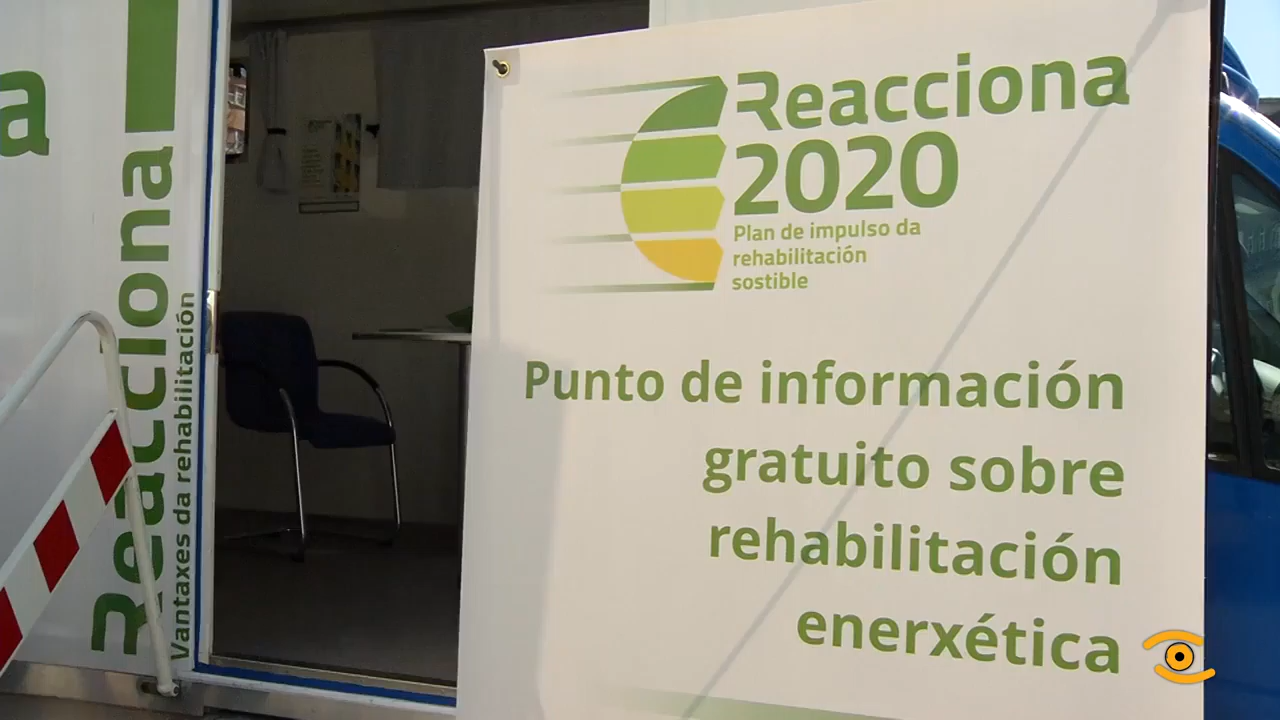 a
Reacciona
Vantaxes da rehabilitación
Reacciona
2020
Plan de impulso da
rehabilitación
sostible
Punto de información
gratuito sobre
rehabilitación
enerxética